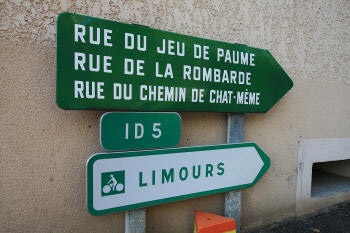 RUE DU JEU DE PAUME
RUE DE LA ROMBARDE
RUE DU CHEMIN DE CHAT-MÊME
ID 5
LIMOURS